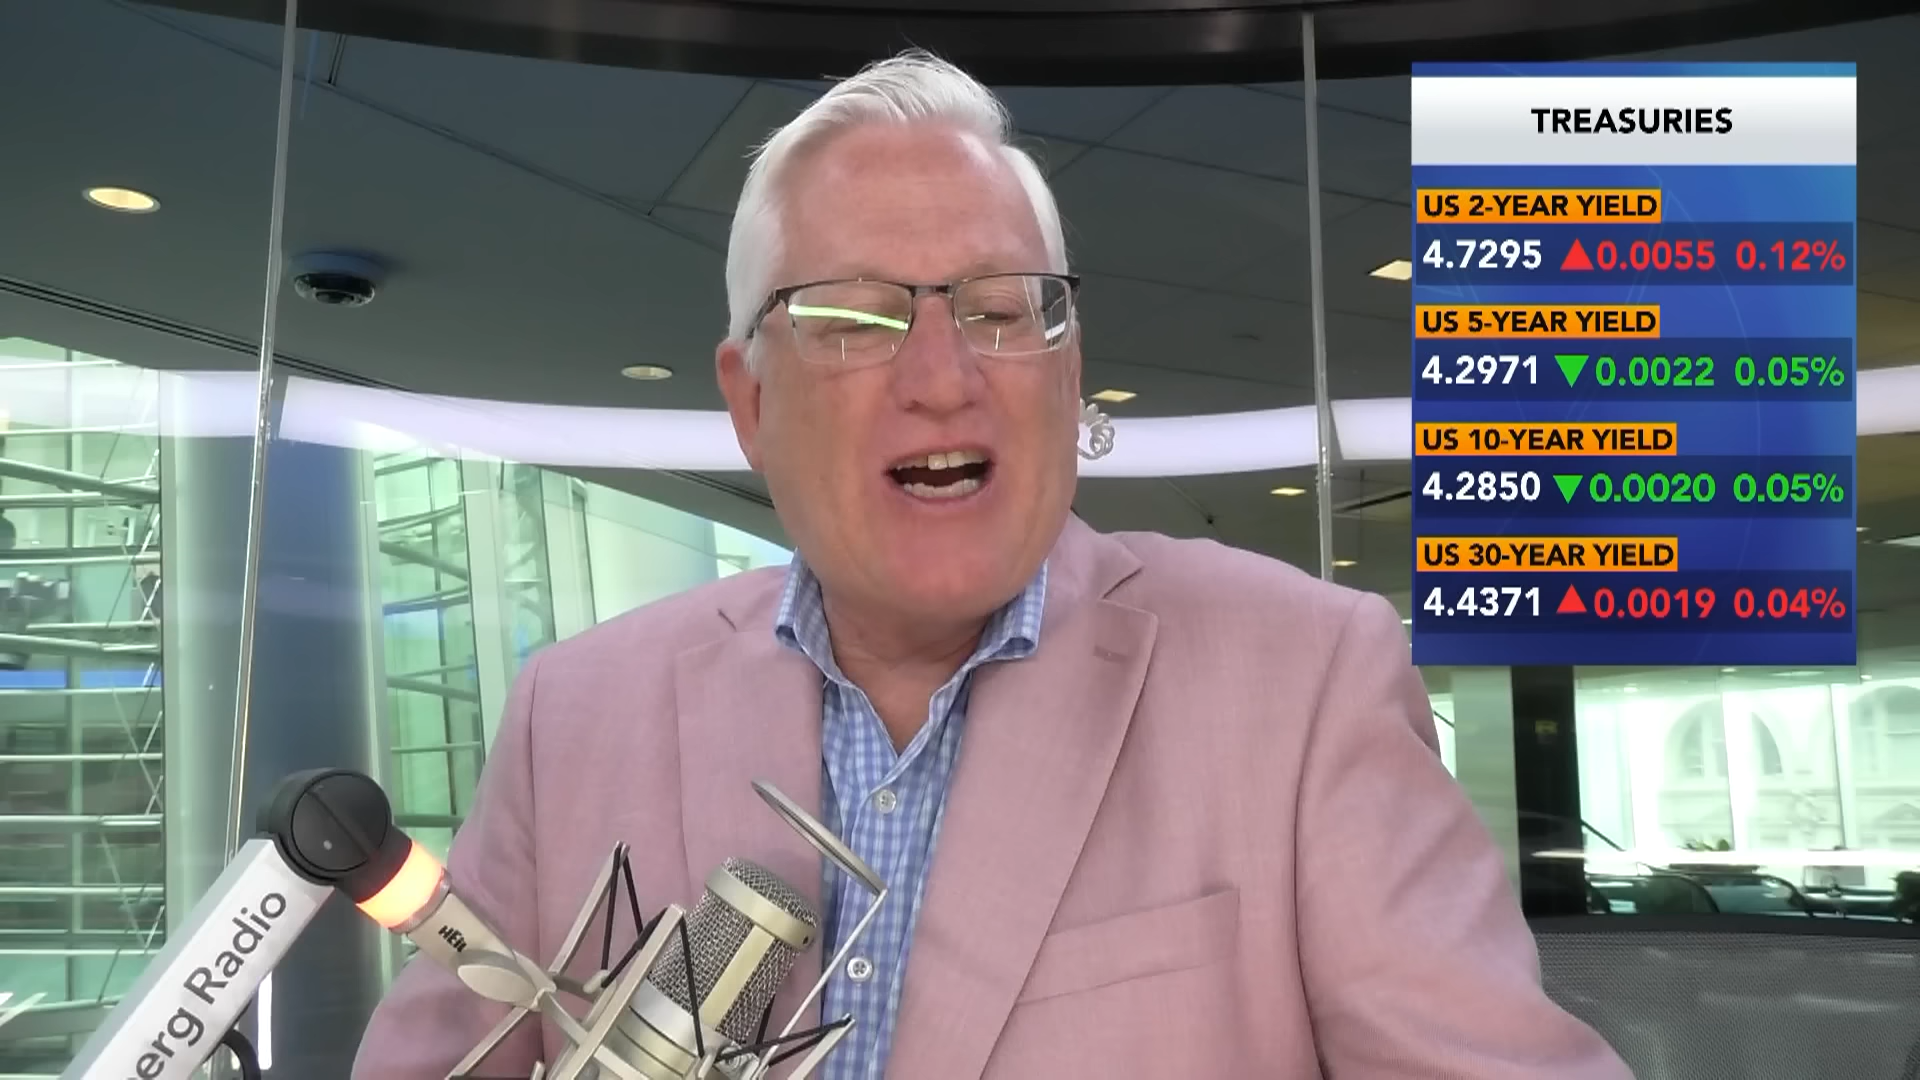 TREASURIES
US 2-YEAR YIELD
4.7295 ▲0.0055 0.12%
US 5-YEAR YIELD
4.2971 ▼0.0022 0.05%
US 10-YEAR YIELD
4.2850 ▼0.0020 0.05%
US 30-YEAR YIELD
4.4371 ▲0.0019 0.04%
HEIL
erg Radio